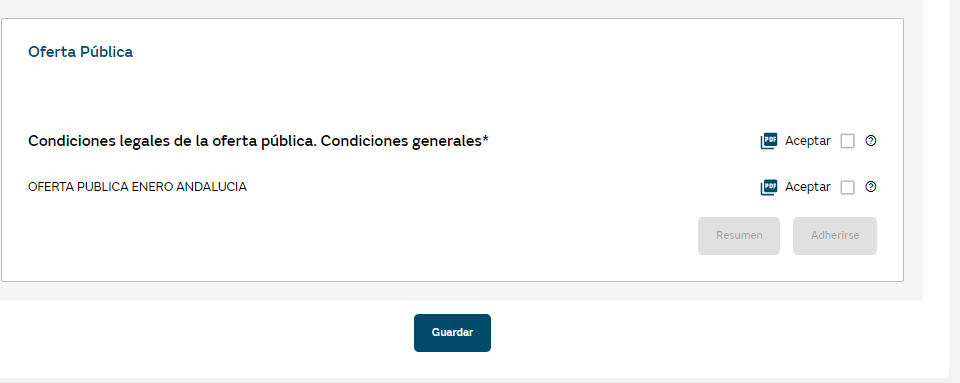 Oferta Pública
Condiciones legales de la oferta pública. Condiciones generales* PDF Aceptar ?
OFERTA PUBLICA ENERO ANDALUCIA PDF Aceptar ?
Resumen Adherirse
Guardar